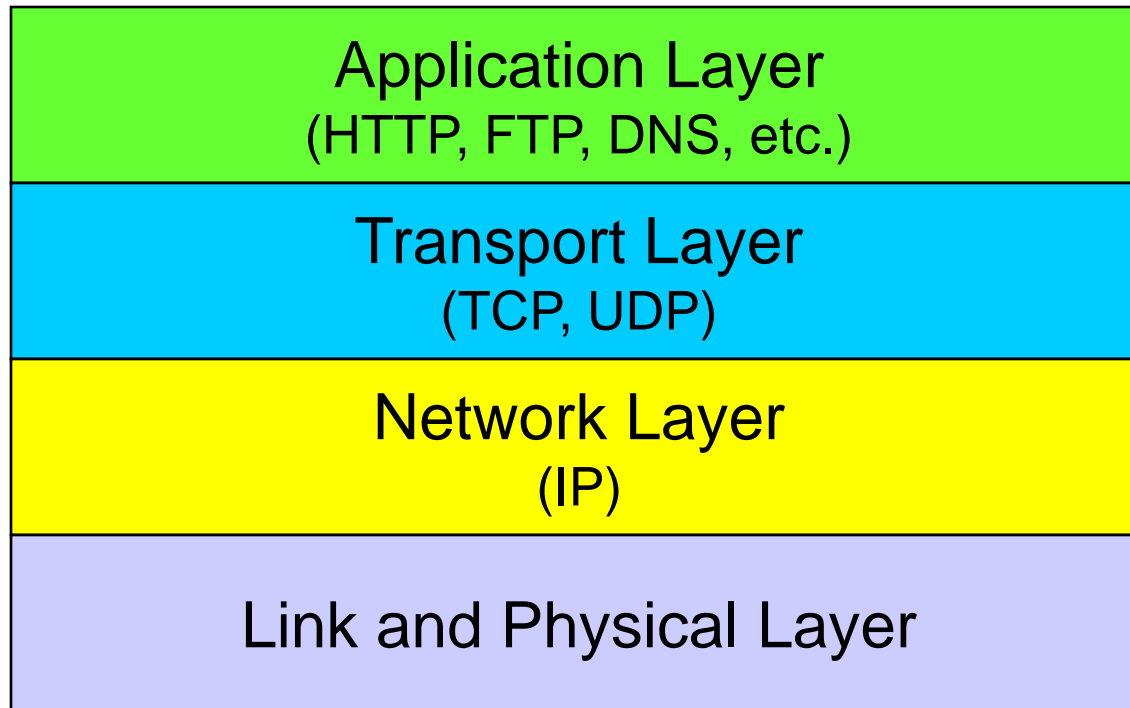 Application Layer
(HTTP, FTP, DNS, etc.)
Transport Layer
(TCP, UDP)
Network Layer
(IP)
Link and Physical Layer